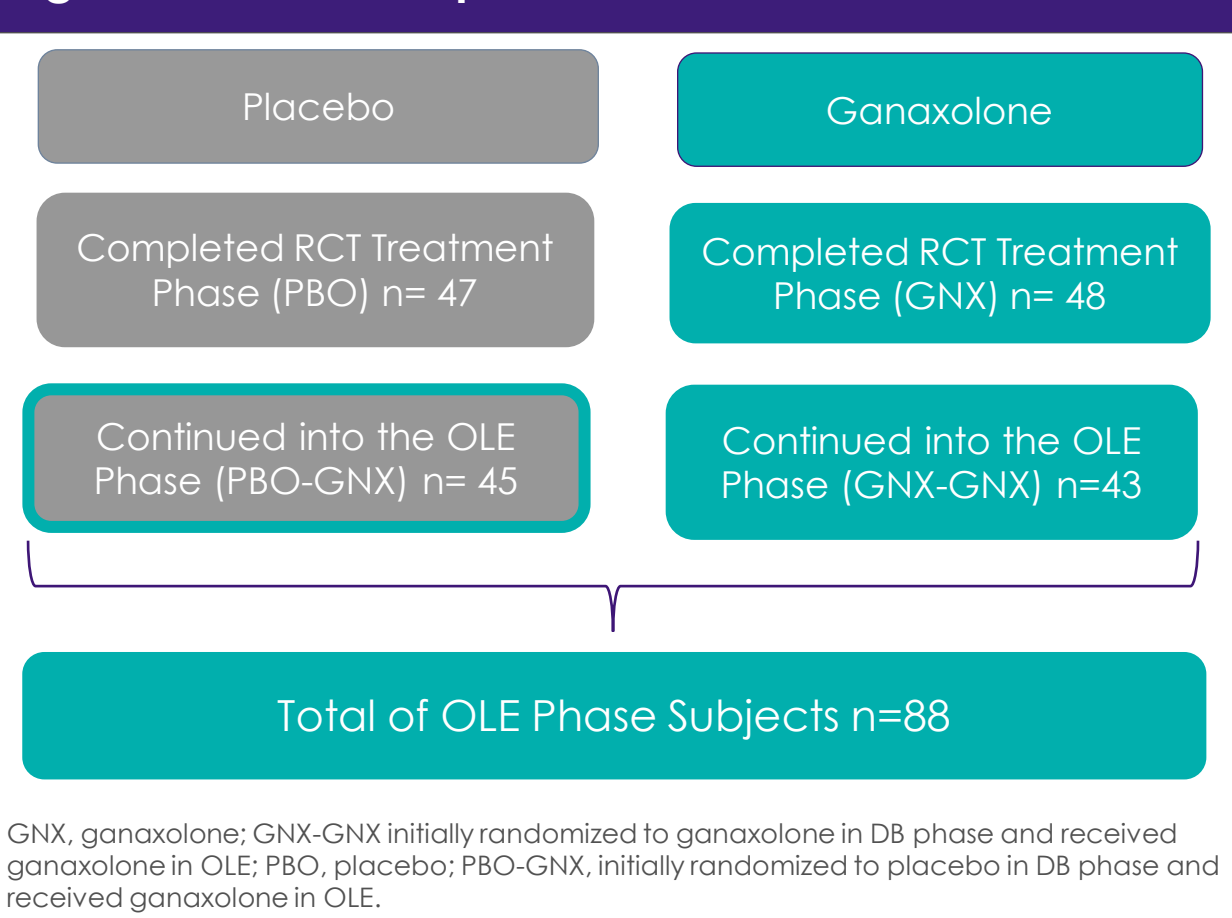 Placebo
Ganaxolone
Completed RCT Treatment
Phase (PBO) n= 47
Completed RCT Treatment
Phase (GNX) n= 48
Continued into the OLE
Phase (PBO-GNX) n= 45
Continued into the OLE
Phase (GNX-GNX) n=43
Total of OLE Phase Subjects n=88
GNX, ganaxolone; GNX-GNX initially randomized to ganaxolone in DB phase and received
ganaxolone in OLE; PBO, placebo; PBO-GNX, initially randomized to placebo in DB phase and
received ganaxolone in OLE.